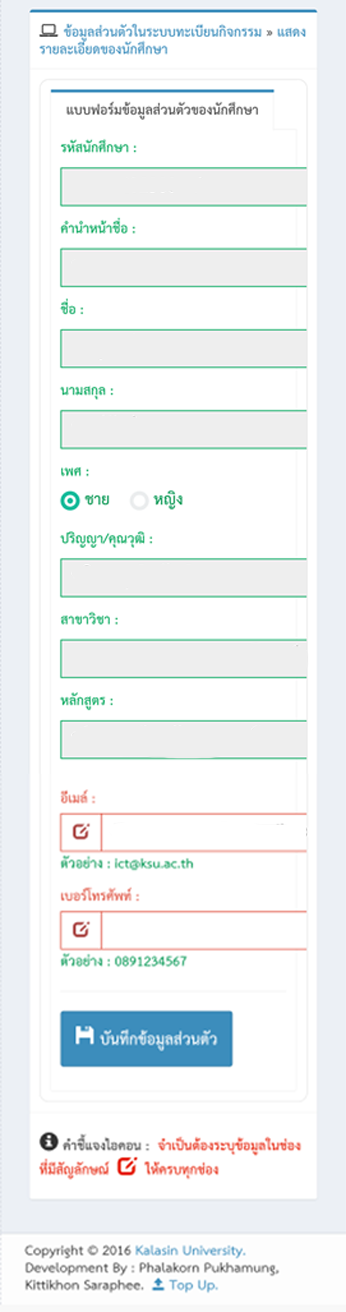 ข้อมูลส่วนตัวในระบบทะเบียนกิจกรรม » แสดง
รายละเอียดของนักศึกษา
แบบฟอร์มข้อมูลส่วนตัวของนักศึกษา
รหัสนักศึกษา :
คำนำหน้าชื่อ :
ชื่อ :
นามสกุล :
เพศ :
ชาย หญิง
ปริญญา/คุณวุฒิ :
สาขาวิชา :
หลักสูตร :
อีเมล์ :
ตัวอย่าง : ict@ksu.ac.th
เบอร์โทรศัพท์ :
ตัวอย่าง : 0891234567
บันทึกข้อมูลส่วนตัว
คำชี้แจงไอคอน : จำเป็นต้องระบุข้อมูลในช่อง
ที่มีสัญลักษณ์ ให้ครบทุกช่อง
Copyright © 2016 Kalasin University.
Development By : Phalakorn Pukhamung,
Kittikhon Saraphee. Top Up.